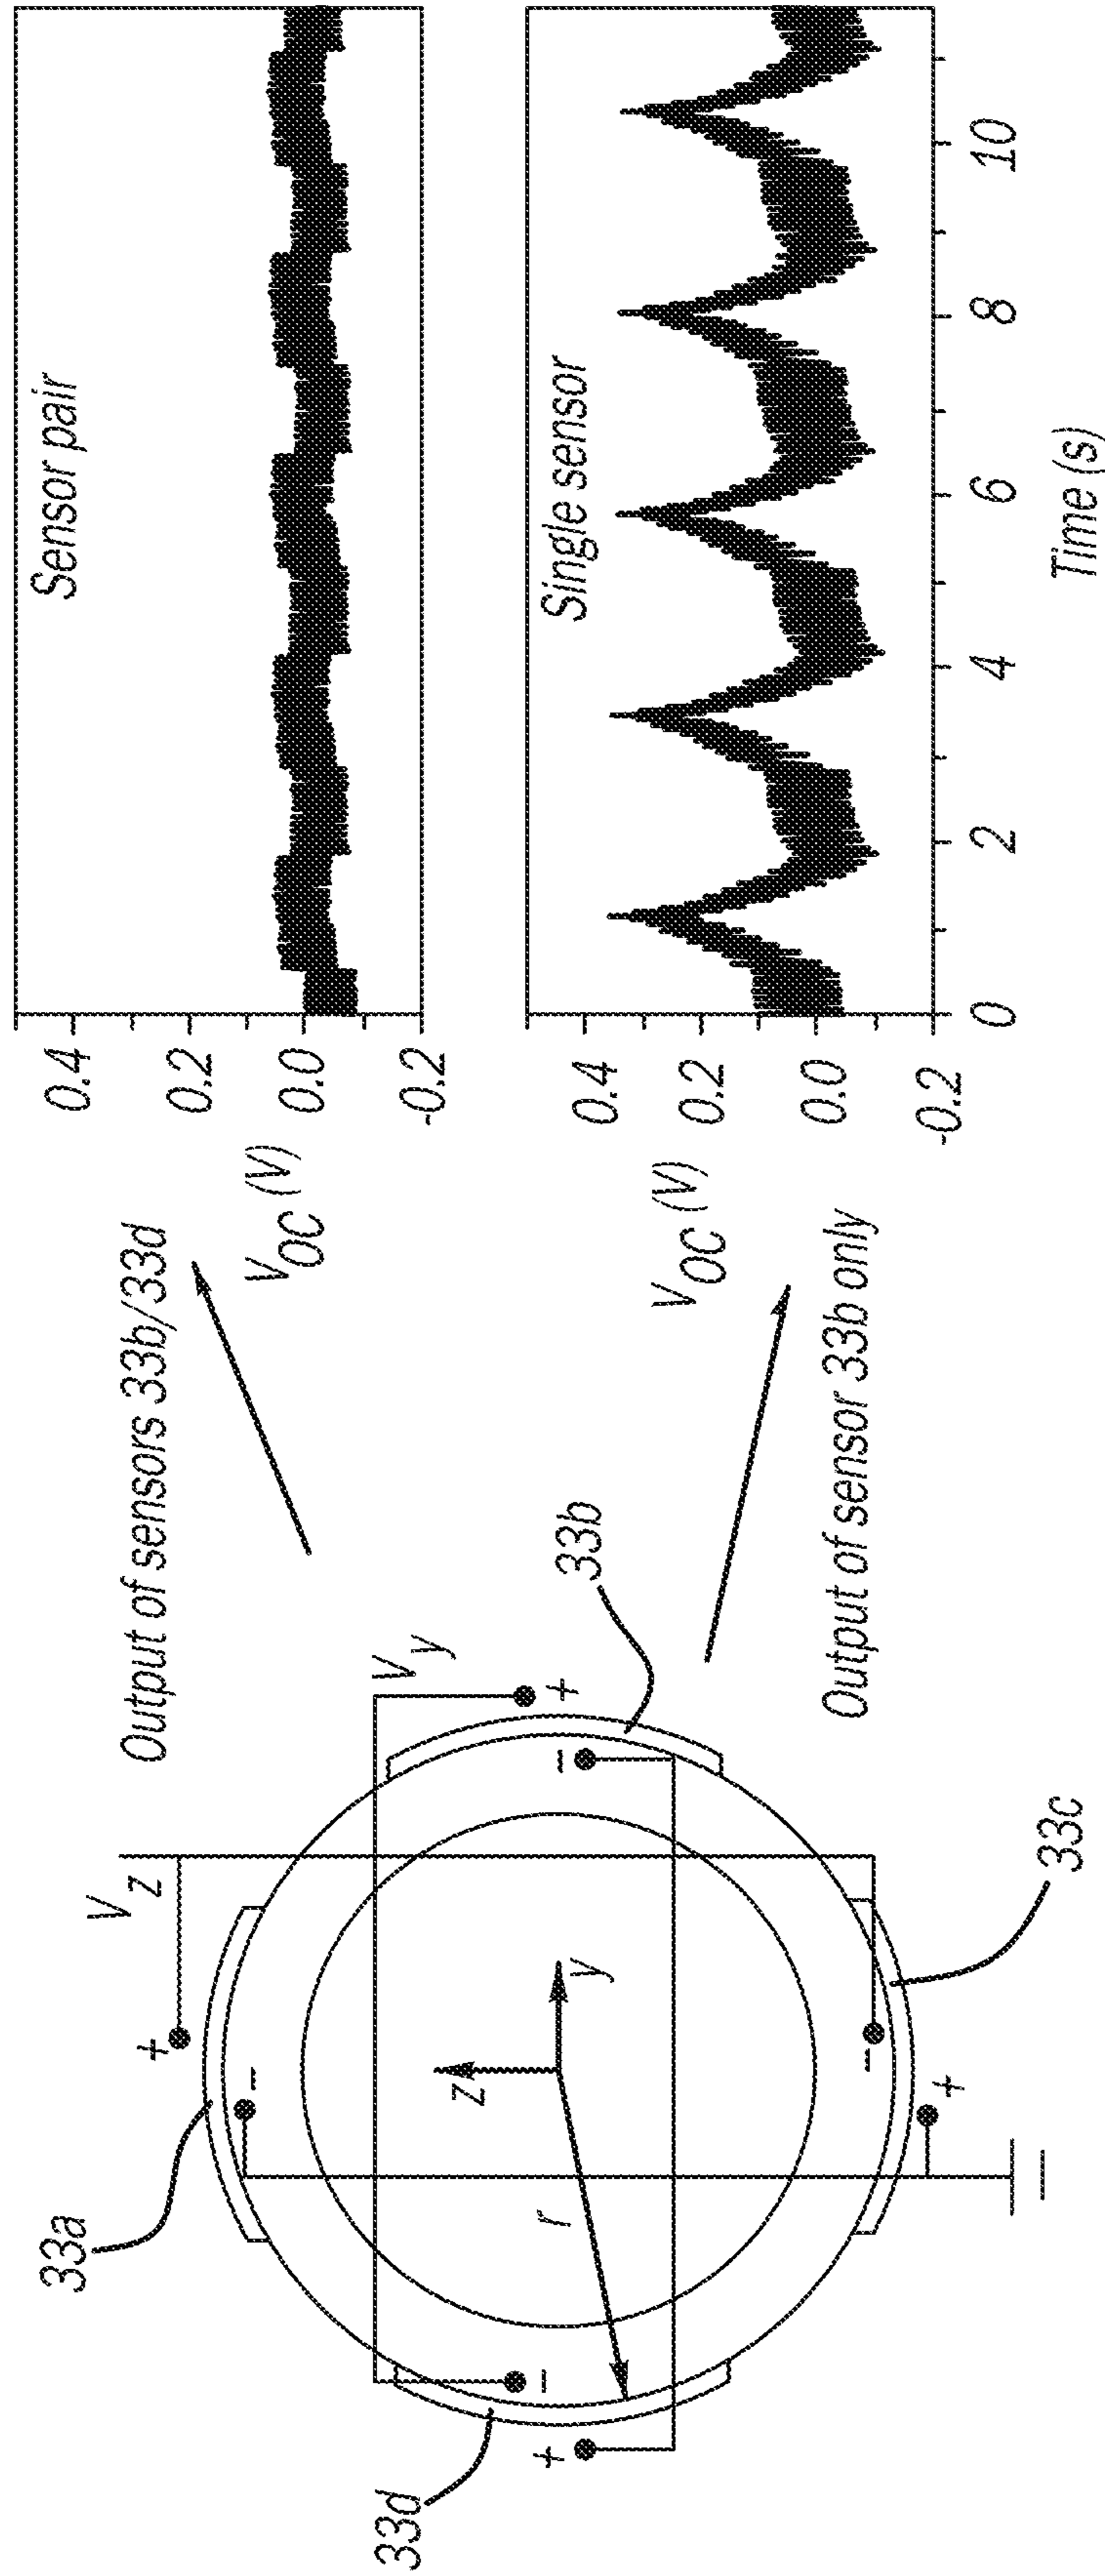 33a
33d
33b
33c
+
-
V z
z
y
r
V y
+
-
-
+
-
+
Output of sensors 33b/33d
Output of sensor 33b only
Sensor pair
V OC (V)
0.4
0.2
0.0
-0.2
Single sensor
V OC (V)
0.4
0.2
0.0
-0.2
0 2 4 6 8 10
Time (s)